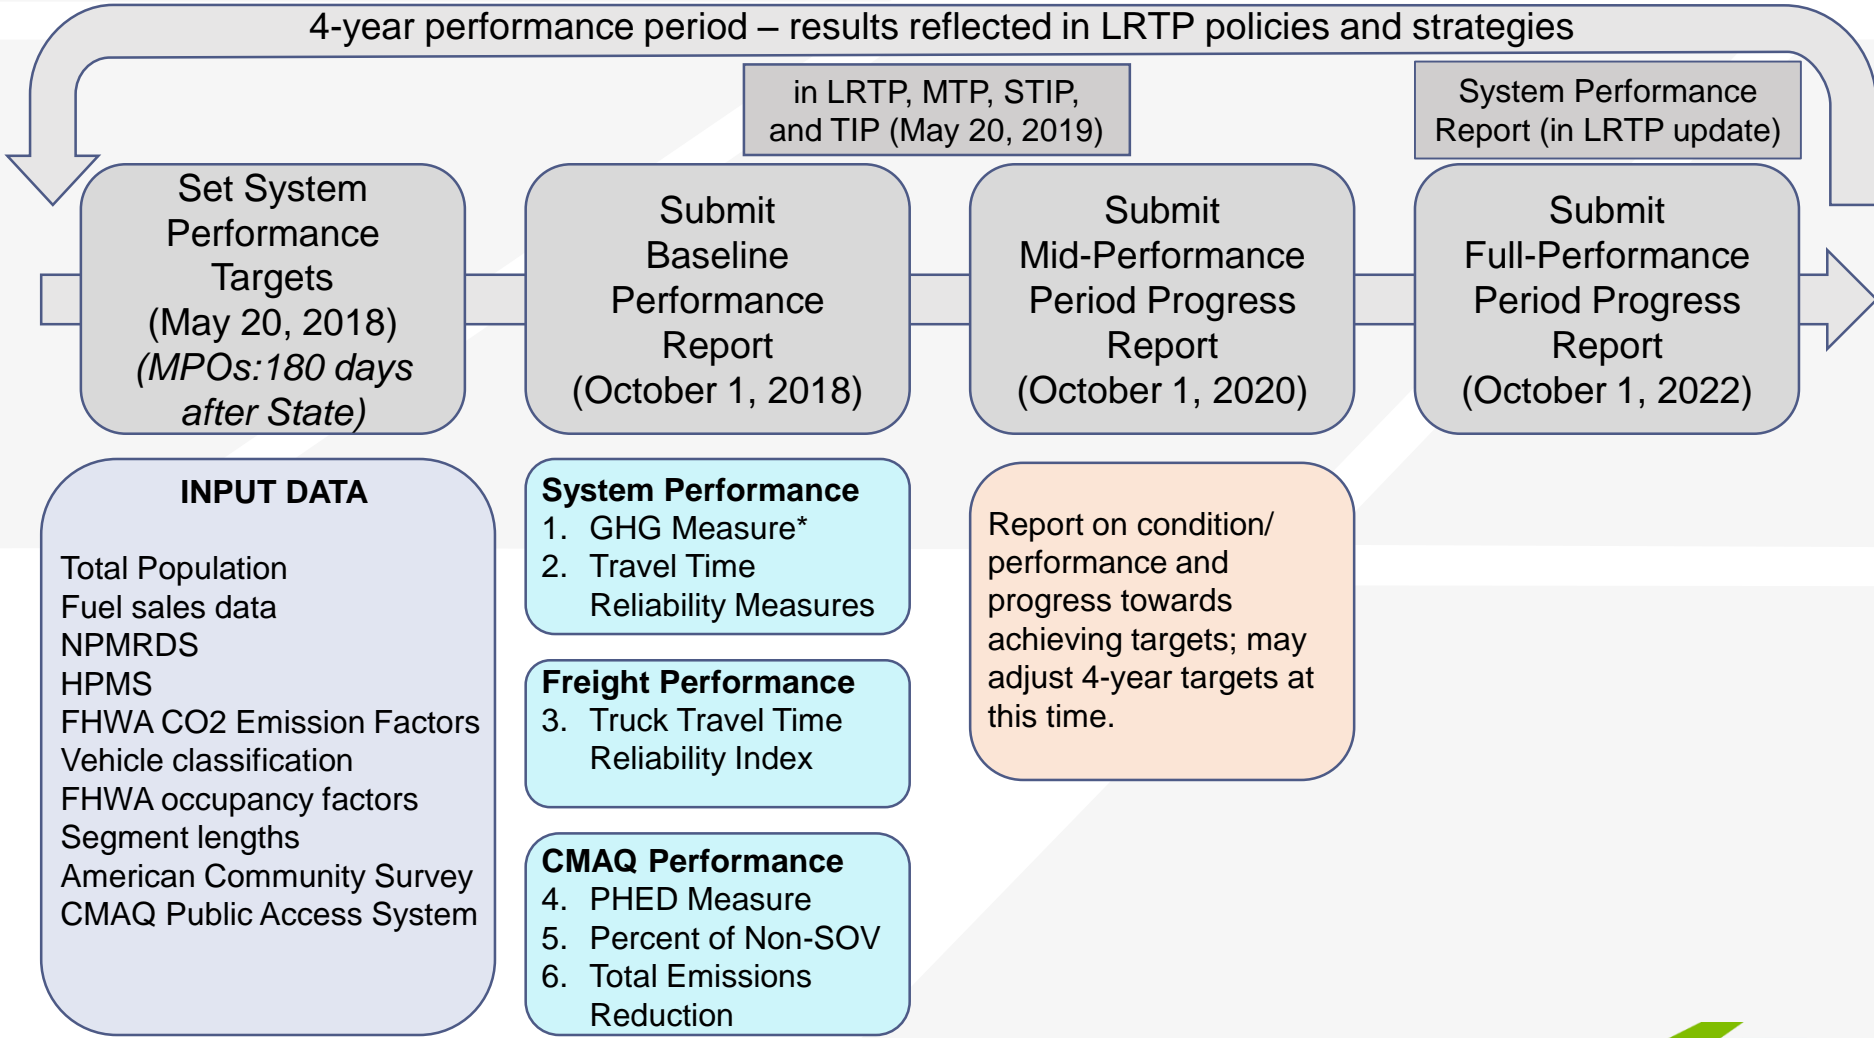 4-year performance period – results reflected in LRTP policies and strategies
in LRTP, MTP, STIP,
and TIP (May 20, 2019)
System Performance
Report (in LRTP update)
Set System
Performance
Targets
(May 20, 2018)
(MPOs:180 days
after State)
Submit
Baseline
Performance
Report
(October 1, 2018)
Submit
Mid-Performance
Period Progress
Report
(October 1, 2020)
Submit
Full-Performance
Period Progress
Report
(October 1, 2022)
INPUT DATA
Total Population
Fuel sales data
NPMRDS
HPMS
FHWA CO2 Emission Factors
Vehicle classification
FHWA occupancy factors
Segment lengths
American Community Survey
CMAQ Public Access System
System Performance
1. GHG Measure*
2. Travel Time
Reliability Measures
Freight Performance
3. Truck Travel Time
Reliability Index
CMAQ Performance
4. PHED Measure
5. Percent of Non-SOV
6. Total Emissions
Reduction
Report on condition/
performance and
progress towards
achieving targets; may
adjust 4-year targets at
this time.